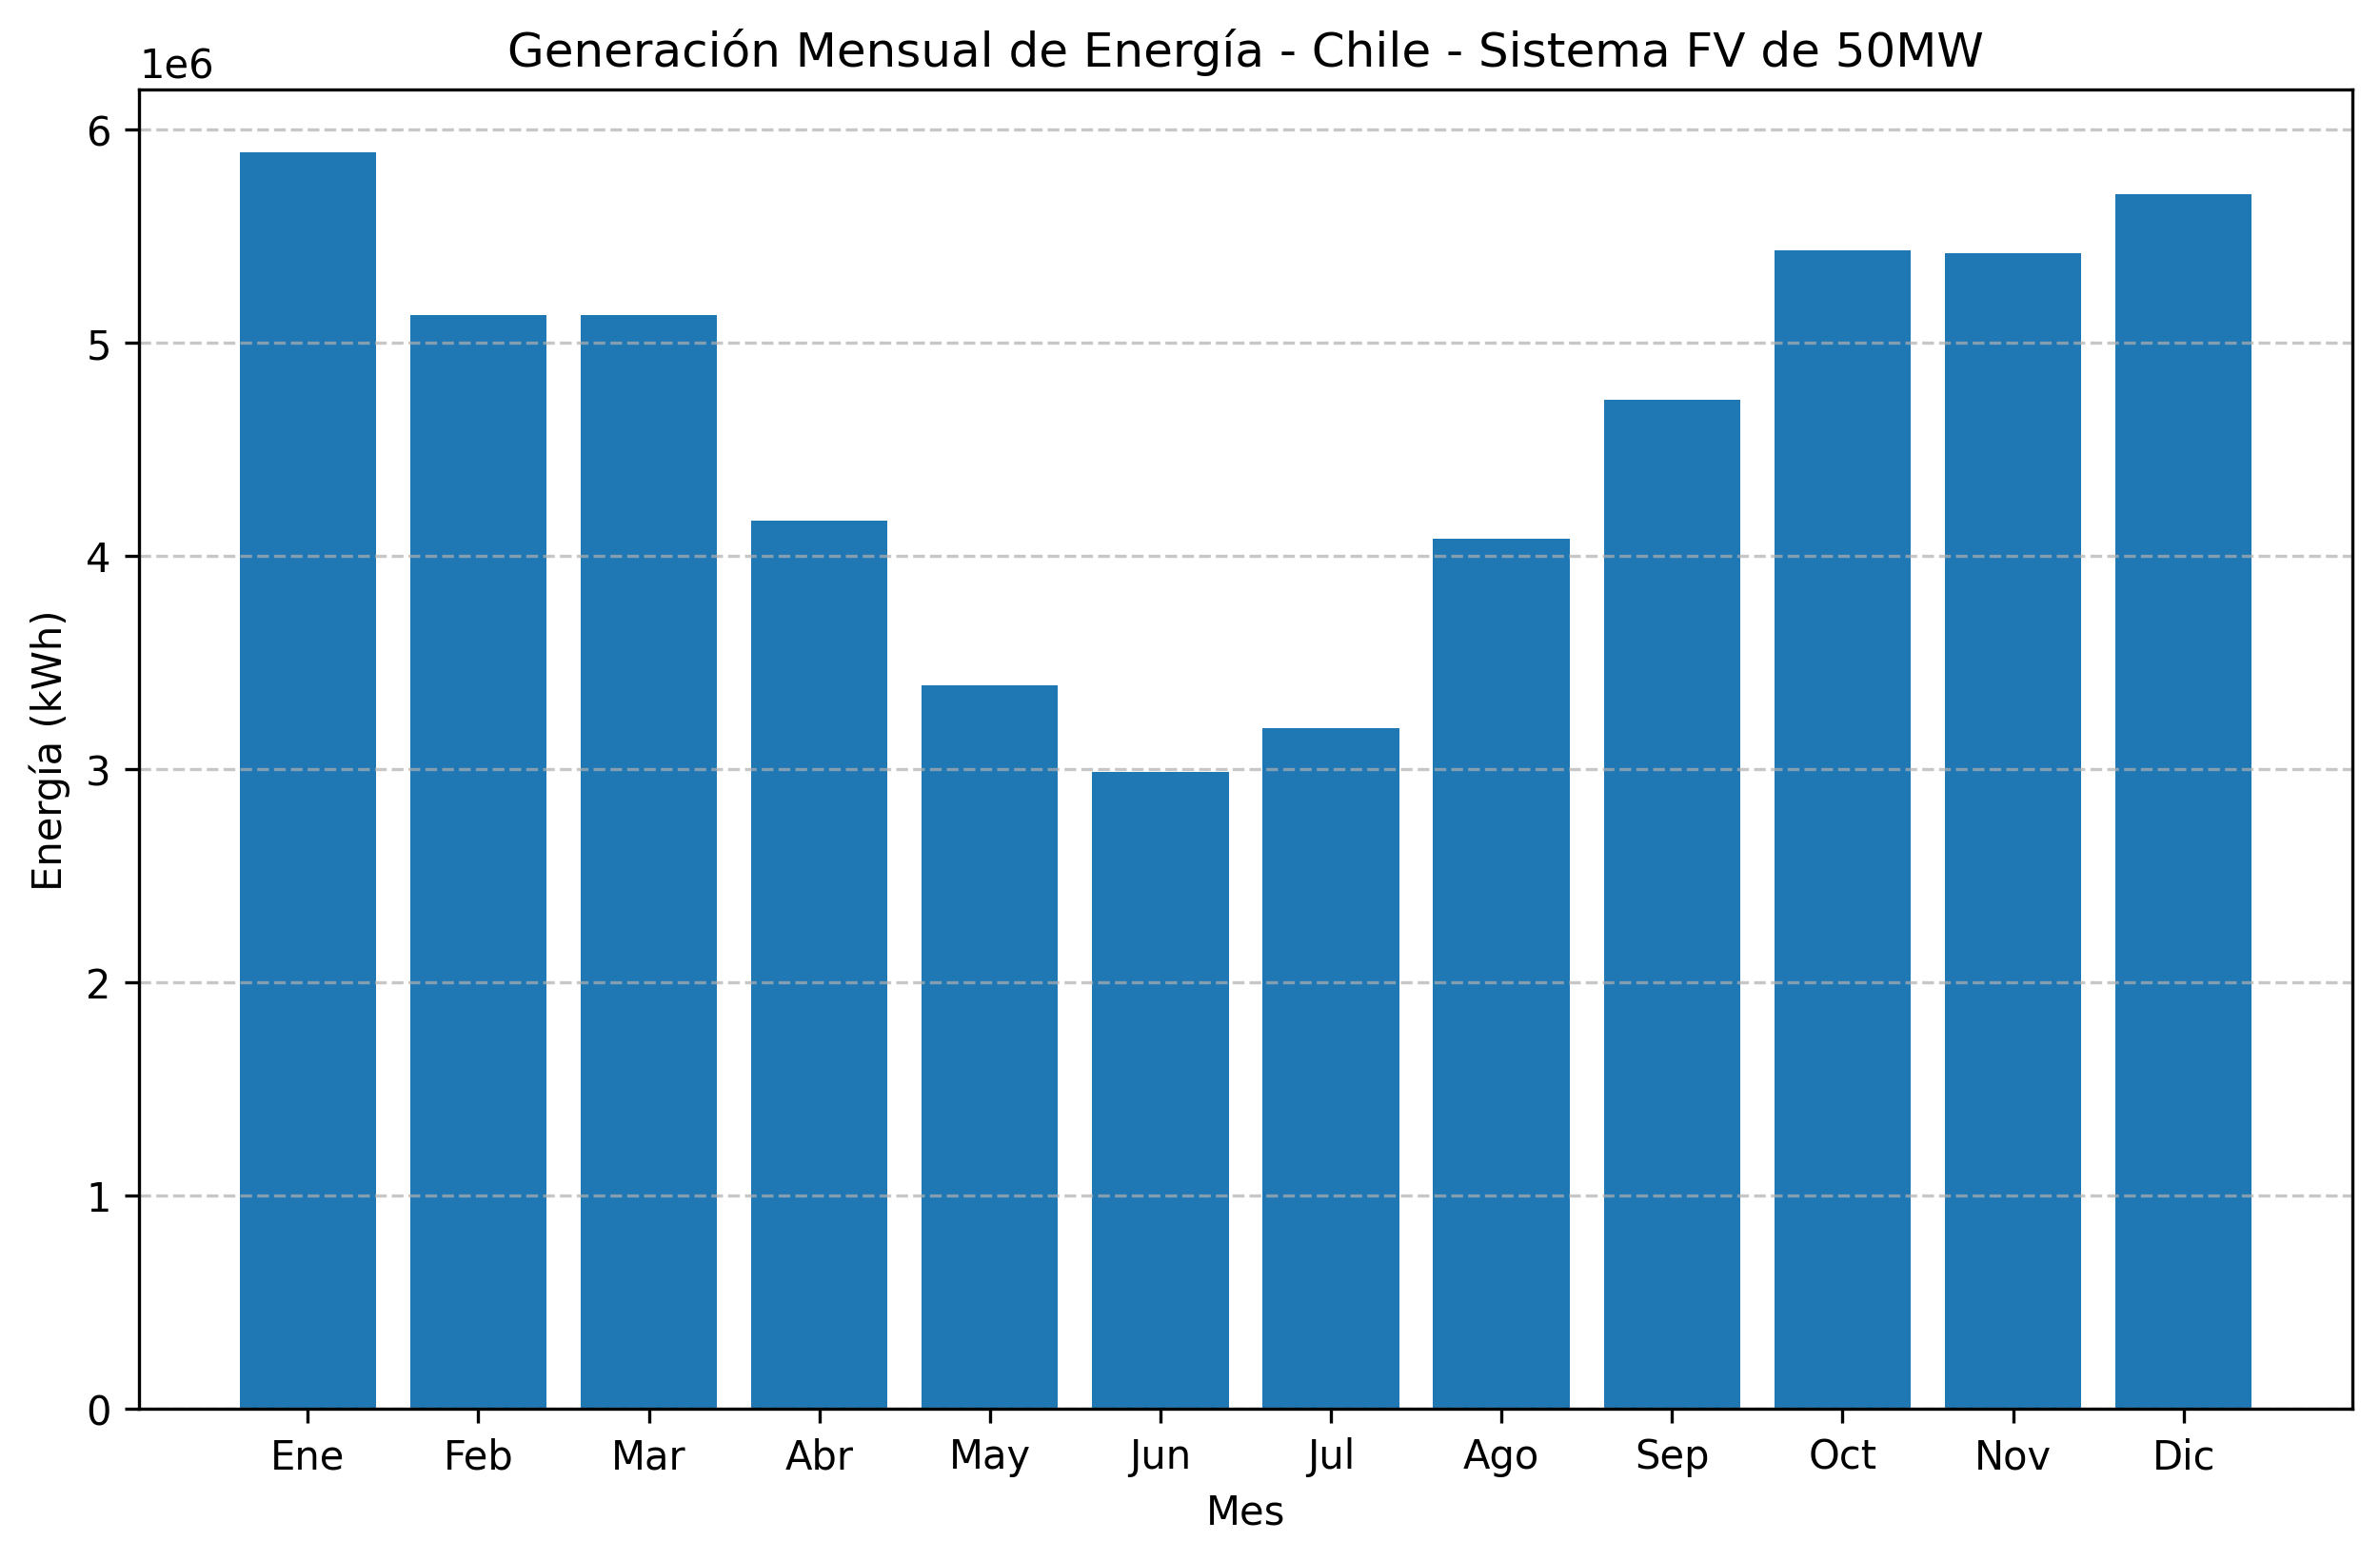 Generación Mensual de Energía - Chile - Sistema FV de 50MW
1e6
6
5
4
3
2
1
0
Energía (kWh)
Ene Feb Mar Abr May Jun Jul Ago Sep Oct Nov Dic
Mes